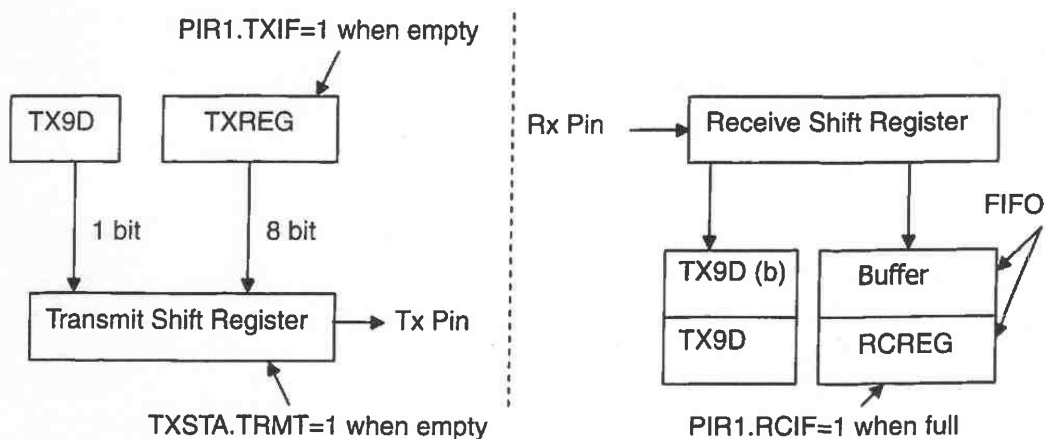 PIR1.TXIF=1 when empty
TX9D
TXREG
1 bit
8 bit
Transmit Shift Register
Tx Pin
TXSTA.TRMT=1 when empty
Rx Pin
Receive Shift Register
FIFO
TX9D (b)
Buffer
TX9D
RCREG
PIR1.RCIF=1 when full